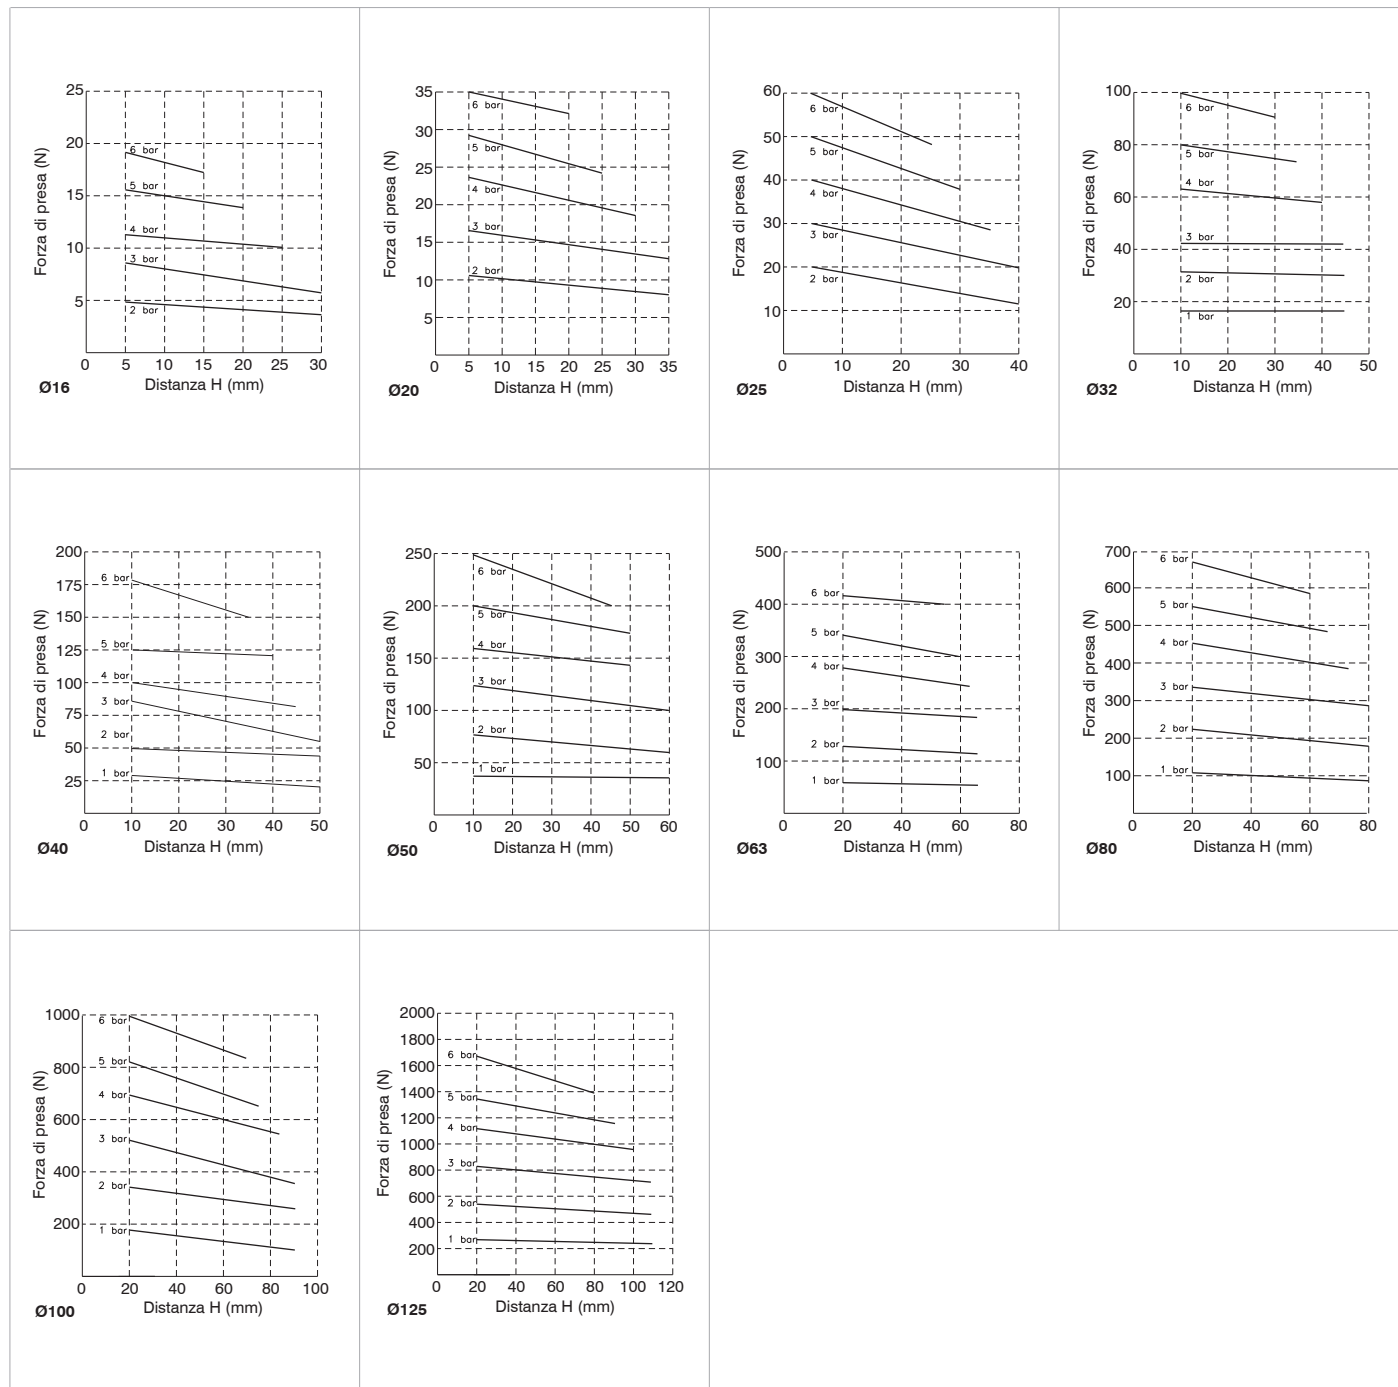 25
20
15
10
5
Forza di presa (N)
6 bar
5 bar
4 bar
3 bar
2 bar
0 5 10 15 20 25 30
Distanza H (mm)
Ø16
35
30
25
20
15
10
5
Forza di presa (N)
6 bar
5 bar
4 bar
3 bar
2 bar
0 5 10 15 20 25 30 35
Distanza H (mm)
Ø20
60
50
40
30
20
10
Forza di presa (N)
6 bar
5 bar
4 bar
3 bar
2 bar
0 10 20 30 40
Distanza H (mm)
Ø25
100
80
60
40
20
Forza di presa (N)
6 bar
5 bar
4 bar
3 bar
2 bar
1 bar
0 10 20 30 40 50
Distanza H (mm)
Ø32
200
175
150
125
100
75
50
25
Forza di presa (N)
6 bar
5 bar
4 bar
3 bar
2 bar
1 bar
0 10 20 30 40 50
Distanza H (mm)
Ø40
250
200
150
100
50
Forza di presa (N)
6 bar
5 bar
4 bar
3 bar
2 bar
1 bar
0 10 20 30 40 50 60
Distanza H (mm)
Ø50
500
400
300
200
100
Forza di presa (N)
6 bar
5 bar
4 bar
3 bar
2 bar
1 bar
0 20 40 60 80
Distanza H (mm)
Ø63
700
600
500
400
300
200
100
Forza di presa (N)
6 bar
5 bar
4 bar
3 bar
2 bar
1 bar
0 20 40 60 80
Distanza H (mm)
Ø80
1000
800
600
400
200
Forza di presa (N)
6 bar
5 bar
4 bar
3 bar
2 bar
1 bar
0 20 40 60 80 100
Distanza H (mm)
Ø100
2000
1800
1600
1400
1200
1000
800
600
400
200
Forza di presa (N)
6 bar
5 bar
4 bar
3 bar
2 bar
1 bar
0 20 40 60 80 100 120
Distanza H (mm)
Ø125